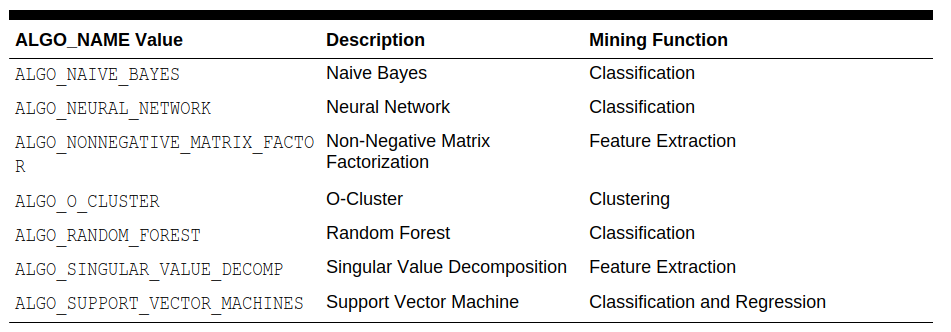 ALGO_NAME Value Description Mining Function
ALGO_NAIVE_BAYES Naive Bayes Classification
ALGO_NEURAL_NETWORK Neural Network Classification
ALGO_NONNEGATIVE_MATRIX_FACTO Non-Negative Matrix Feature Extraction
R Factorization
ALGO_O_CLUSTER O-Cluster Clustering
ALGO_RANDOM_FOREST Random Forest Classification
ALGO_SINGULAR_VALUE_DECOMP Singular Value Decomposition Feature Extraction
ALGO_SUPPORT_VECTOR_MACHINES Support Vector Machine Classification and Regression